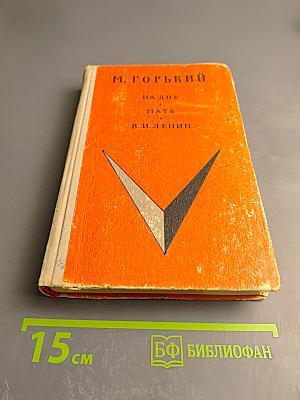 М. ГОРЬКИЙ
НА ДНЕ
•
МАТЬ
•
В. И. ЛЕНИН
15 см
БФ БИБЛИОФАН